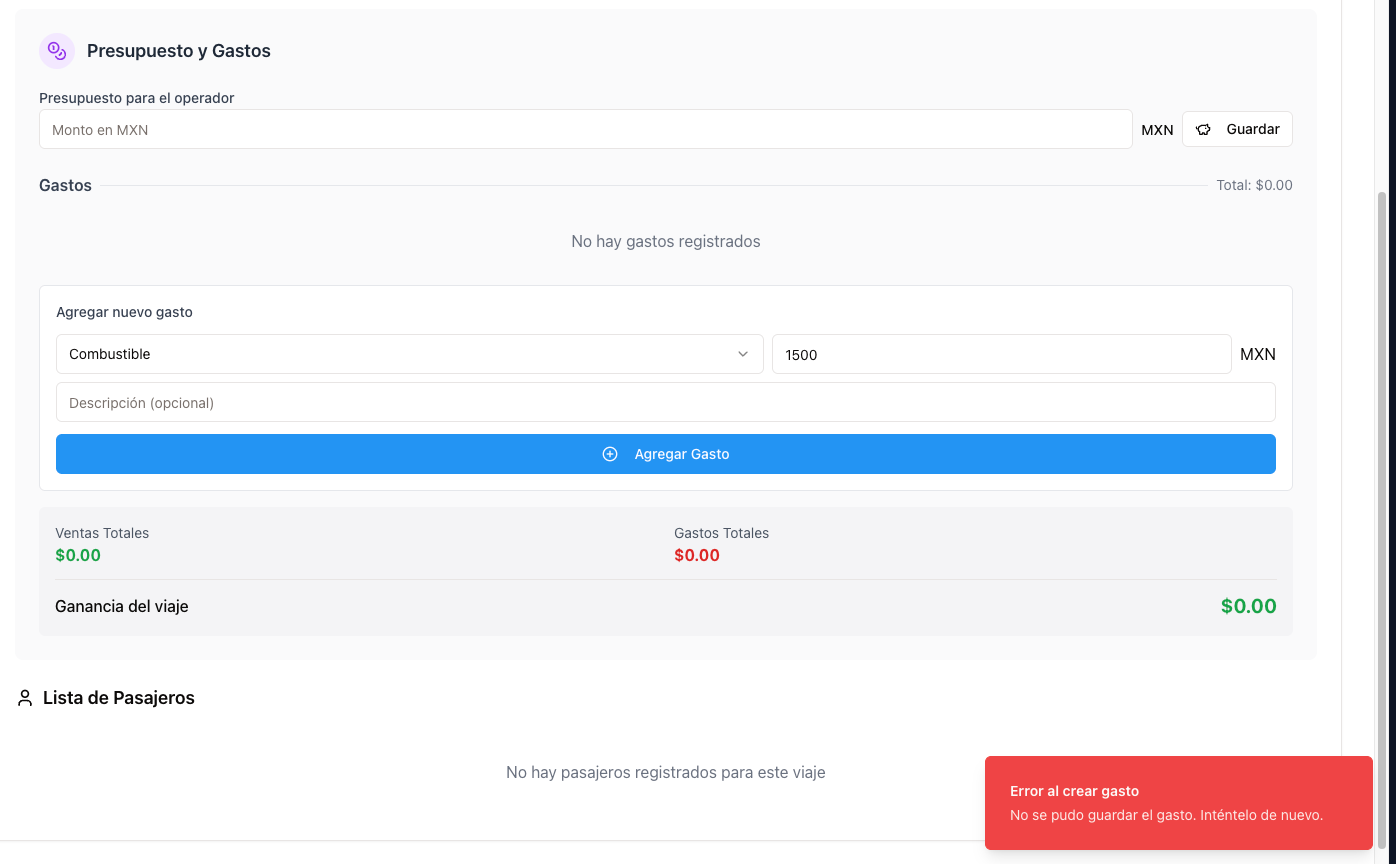 Presupuesto y Gastos
Presupuesto para el operador
Monto en MXN
MXN
Guardar
Gastos
Total: $0.00
No hay gastos registrados
Agregar nuevo gasto
Combustible
1500
MXN
Descripción (opcional)
Agregar Gasto
Ventas Totales
Gastos Totales
$0.00
$0.00
Ganancia del viaje
$0.00
Lista de Pasajeros
No hay pasajeros registrados para este viaje
Error al crear gasto
No se pudo guardar el gasto. Inténtelo de nuevo.